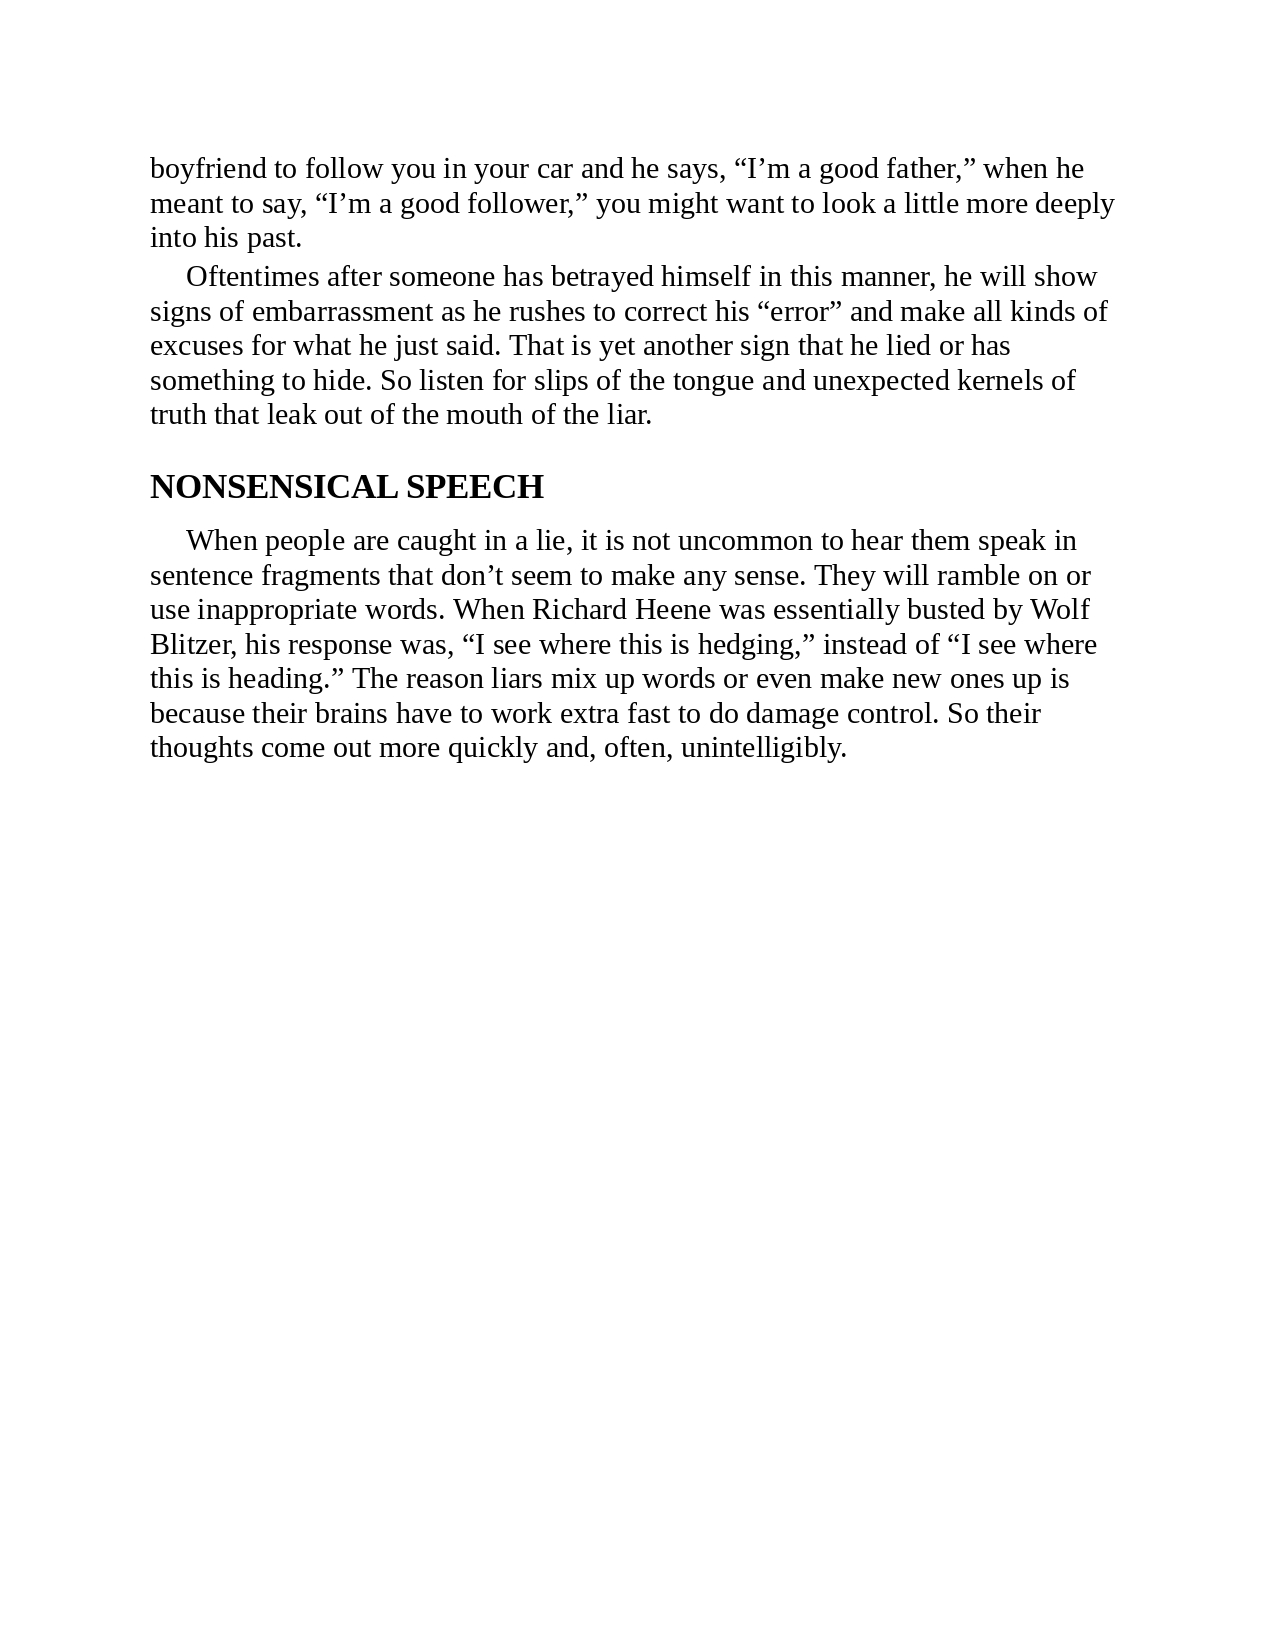 boyfriend to follow you in your car and he says, “I’m a good father,” when he
meant to say, “I’m a good follower,” you might want to look a little more deeply
into his past.
Oftentimes after someone has betrayed himself in this manner, he will show
signs of embarrassment as he rushes to correct his “error” and make all kinds of
excuses for what he just said. That is yet another sign that he lied or has
something to hide. So listen for slips of the tongue and unexpected kernels of
truth that leak out of the mouth of the liar.
NONSENSICAL SPEECH
When people are caught in a lie, it is not uncommon to hear them speak in
sentence fragments that don’t seem to make any sense. They will ramble on or
use inappropriate words. When Richard Heene was essentially busted by Wolf
Blitzer, his response was, “I see where this is hedging,” instead of “I see where
this is heading.” The reason liars mix up words or even make new ones up is
because their brains have to work extra fast to do damage control. So their
thoughts come out more quickly and, often, unintelligibly.